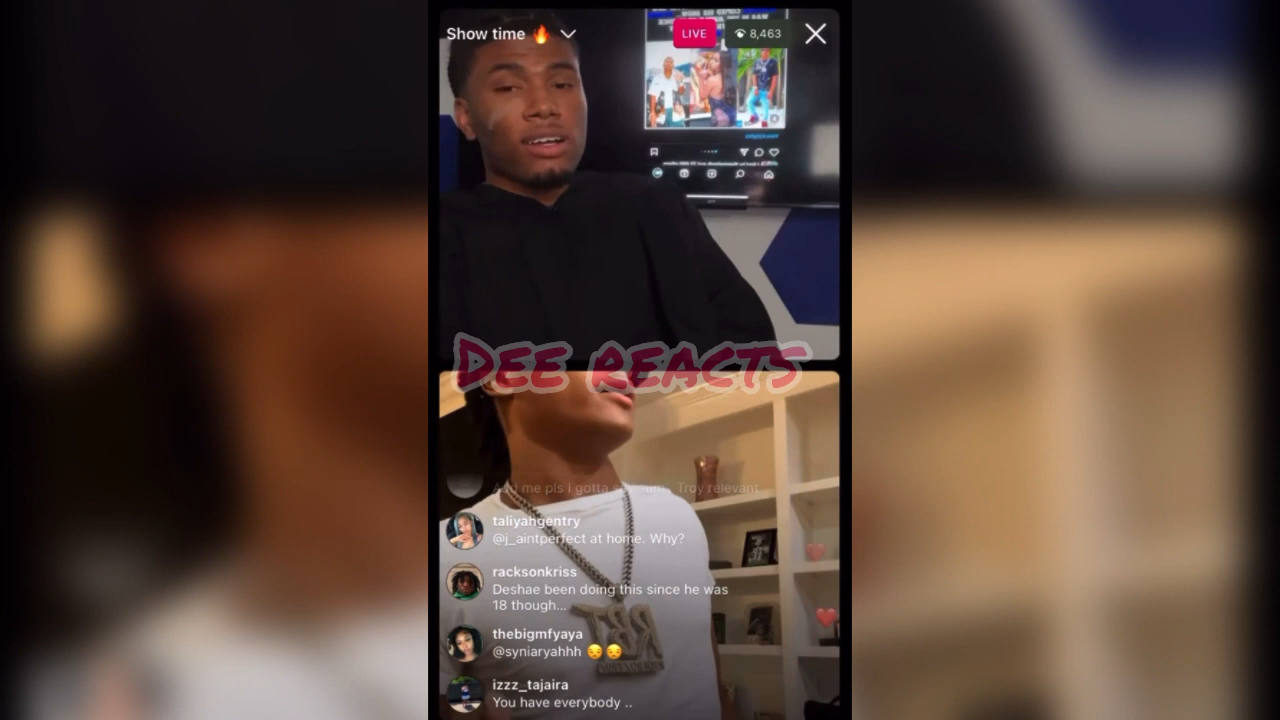 Show time 🔥
LIVE
8,463
DEE REACTS
taliyahgentry
@j_aintperfect at home. Why?
racksonkriss
Deshae been doing this since he was
18 though...
thebigmfyaya
@syniaryahhh 😒😒
izzz_tajaira
You have everybody ..